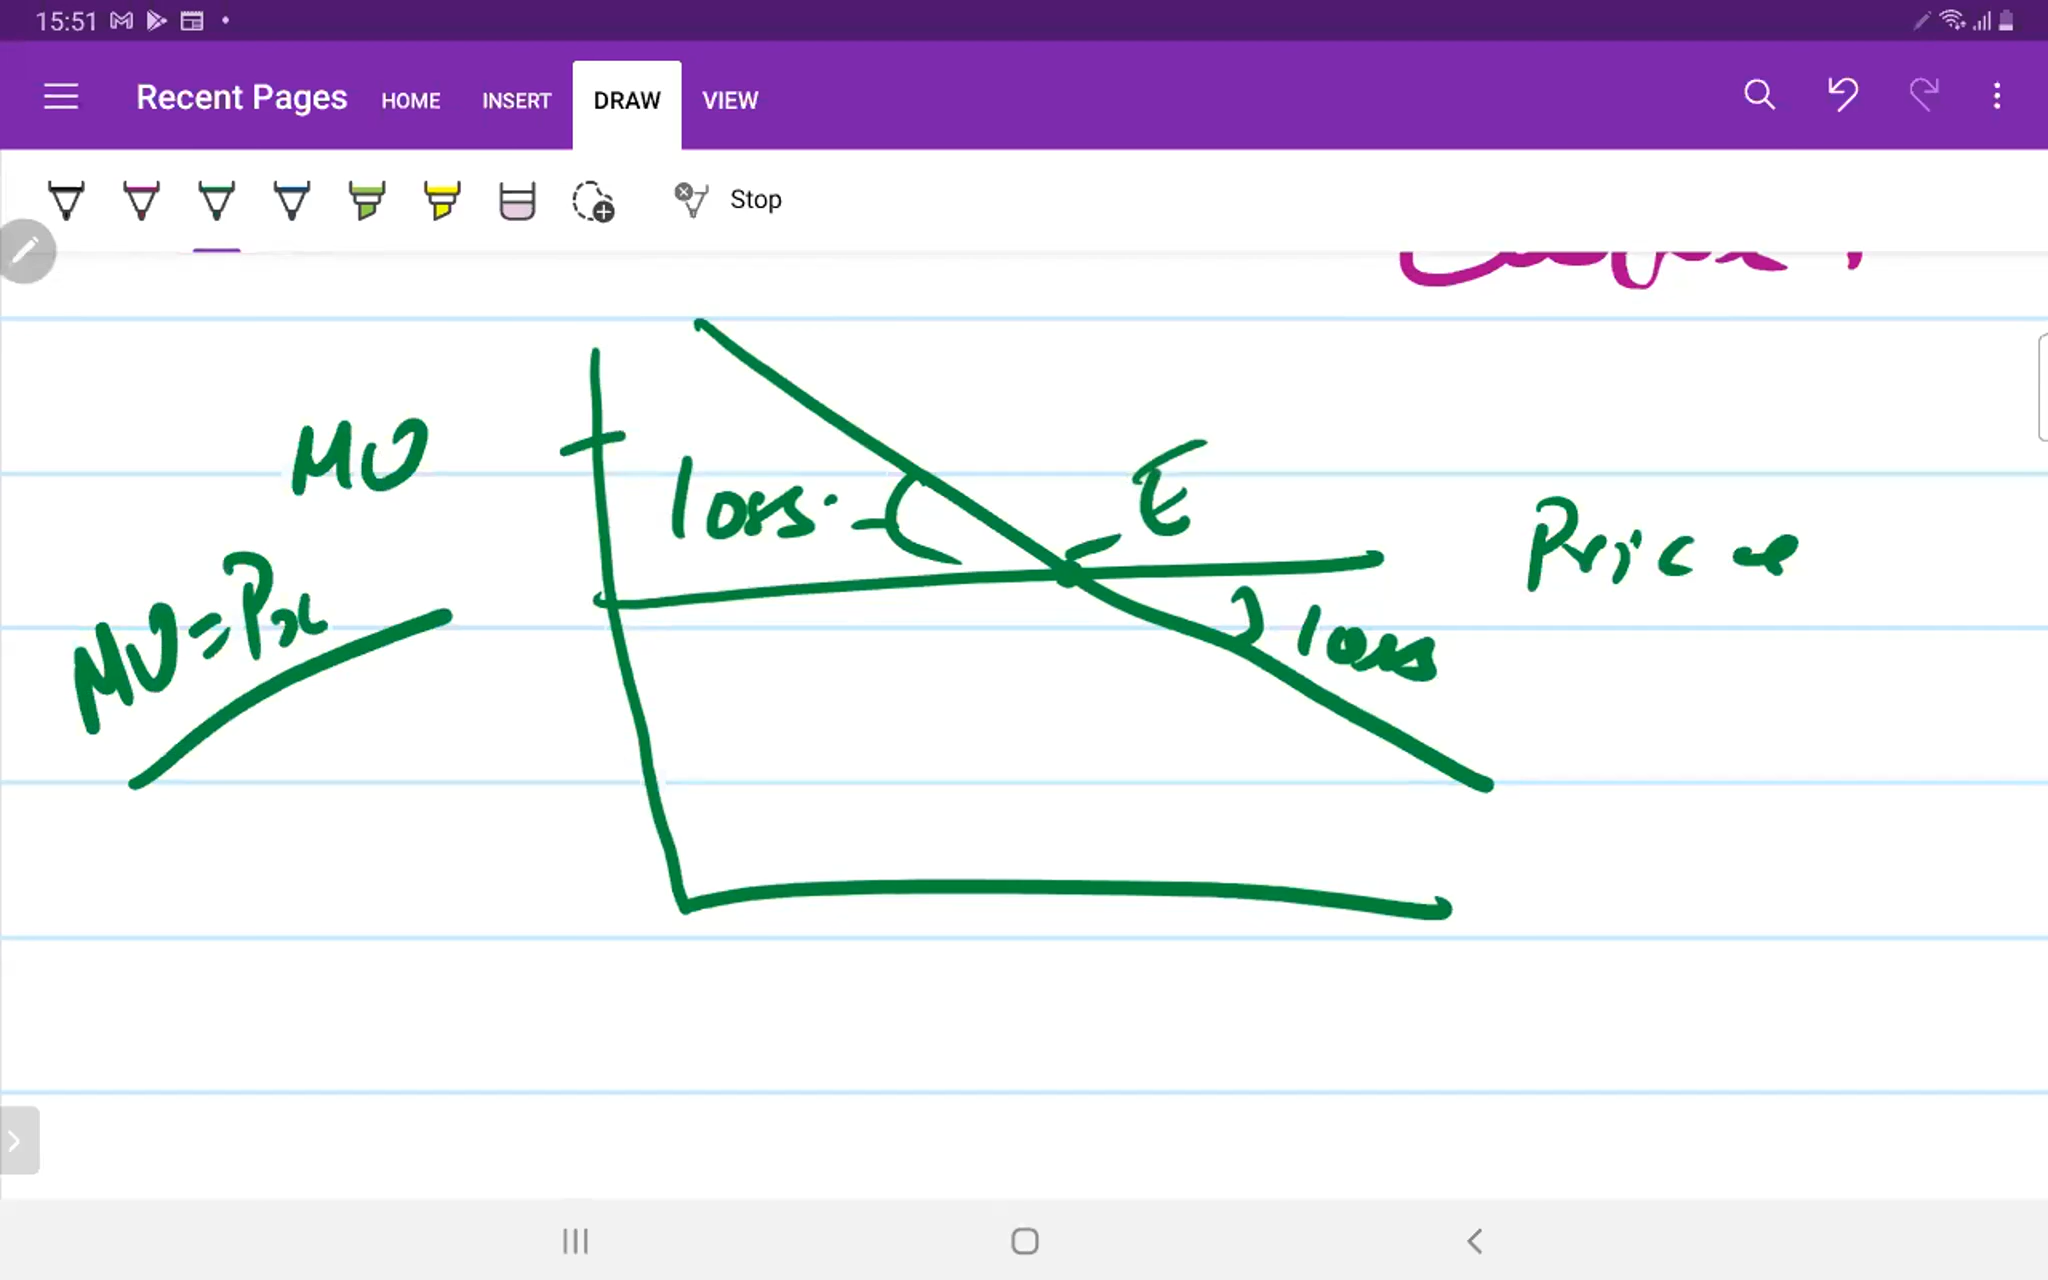 15:51
Recent Pages HOME INSERT DRAW VIEW
Stop
MU
loss
E
Price
MU=Px
loss